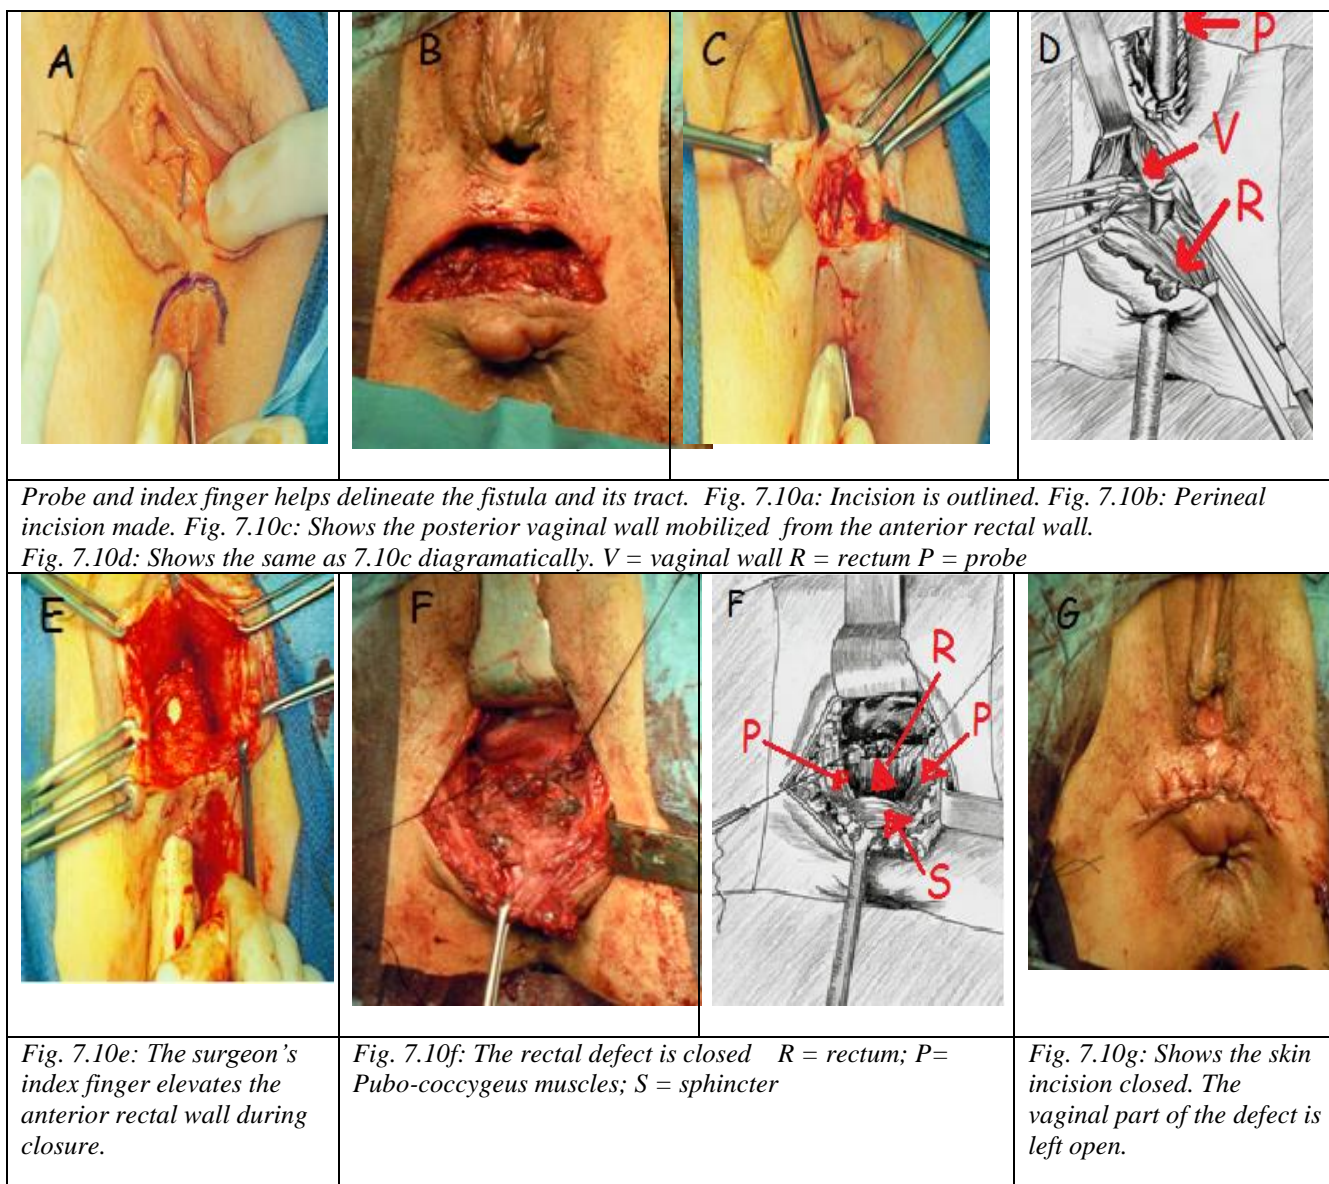 A
B
C
D
P
V
R
Probe and index finger helps delineate the fistula and its tract. Fig. 7.10a: Incision is outlined. Fig. 7.10b: Perineal
incision made. Fig. 7.10c: Shows the posterior vaginal wall mobilized from the anterior rectal wall.
Fig. 7.10d: Shows the same as 7.10c diagramatically. V = vaginal wall R = rectum P = probe
E
F
F
R
P
P
S
G
Fig. 7.10e: The surgeon's
index finger elevates the
anterior rectal wall during
closure.
Fig. 7.10f: The rectal defect is closed R = rectum; P=
Pubo-coccygeus muscles; S = sphincter
Fig. 7.10g: Shows the skin
incision closed. The
vaginal part of the defect is
left open.